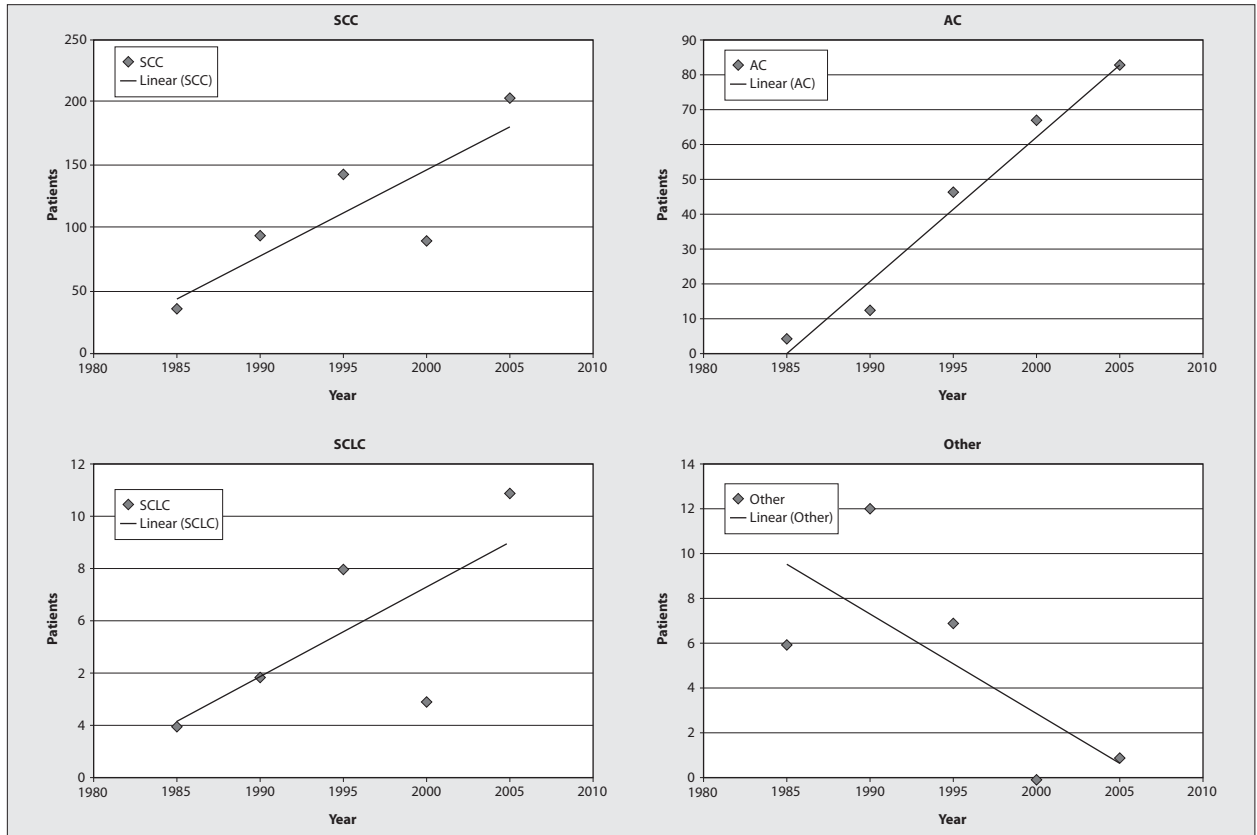 SCC
250
200
150
100
50
0
Patients
SCC
Linear (SCC)
1980 1985 1990 1995 2000 2005 2010
Year
AC
90
80
70
60
50
40
30
20
10
0
Patients
AC
Linear (AC)
1980 1985 1990 1995 2000 2005 2010
Year
SCLC
12
10
8
6
2
4
0
Patients
SCLC
Linear (SCLC)
1980 1985 1990 1995 2000 2005 2010
Year
Other
14
12
10
8
6
4
2
0
Patients
Other
Linear (Other)
1980 1985 1990 1995 2000 2005 2010
Year